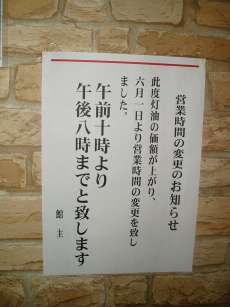 営業時間の変更のお知らせ
此度灯油の価額が上がり、
六月一日より営業時間の変更を致し
ました。
午前十時より
午後八時までと致します
館主